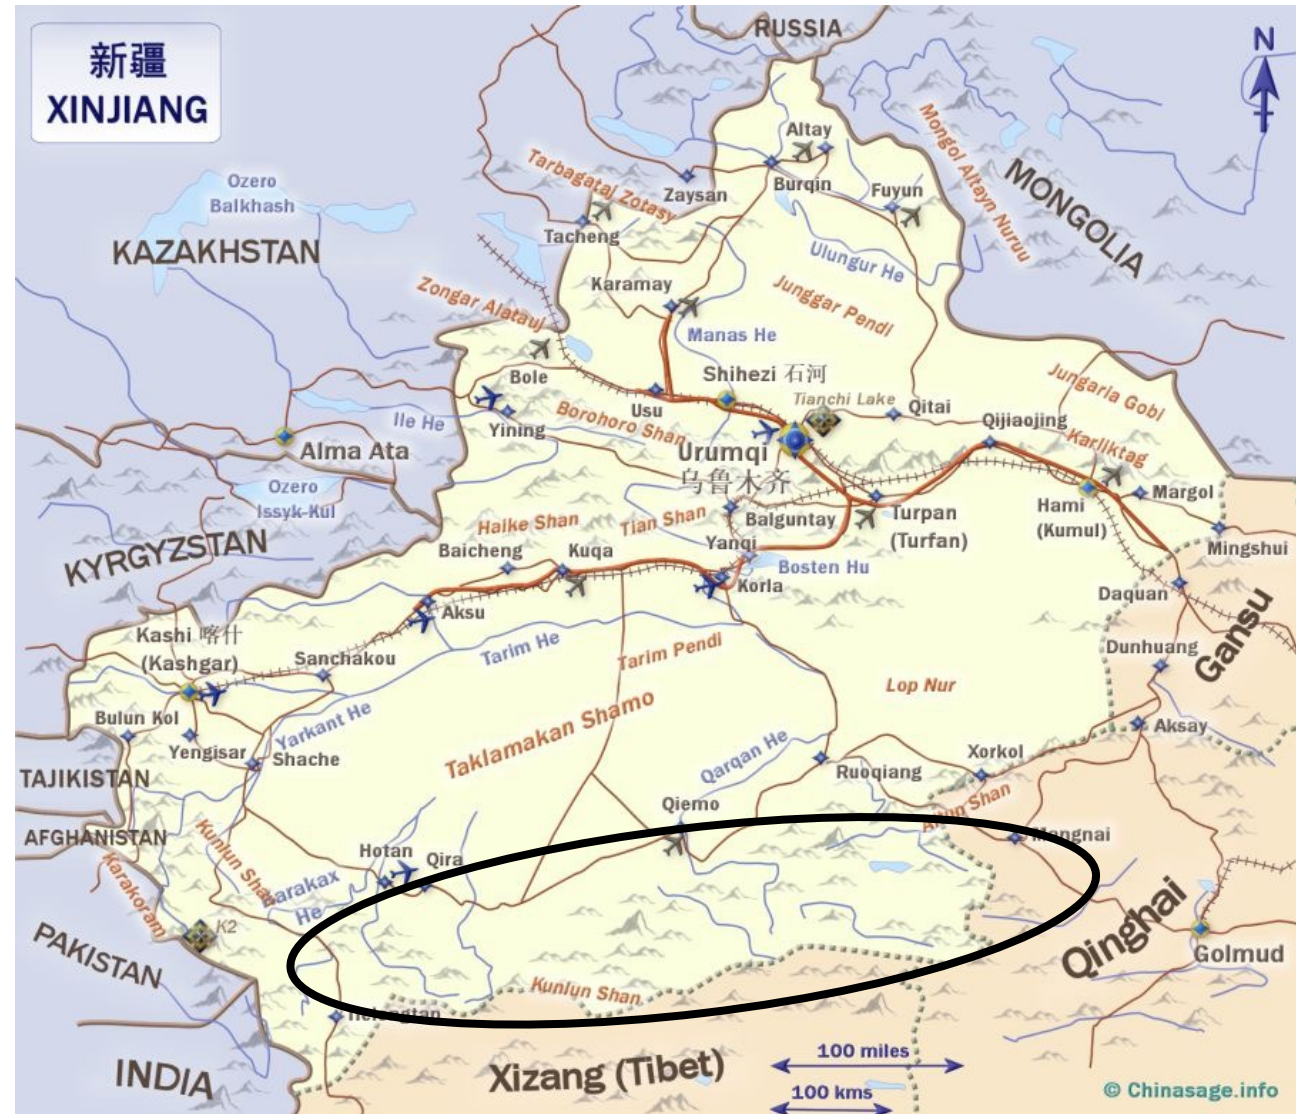 新疆
XINJIANG
RUSSIA
N
Altay
Burqin
Fuyun
Zaysan
Tarbagatai Zotasy
Mongol Altayn Nuruu
MONGOLIA
Ozero
Balkhash
KAZAKHSTAN
Tacheng
Karamay
Ulungur He
Junggar Pendi
Zongar Alatauj
Manas He
Bole
Shihezi 石河
Tianchi Lake
Jungaria Gobi
Usu
Qitai
Qijiaojing
Karliktag
Ile He
Yining
Borohoro Shan
Alma Ata
Urumqi
乌鲁木齐
Ozero
Issyk-Kul
Hami
(Kumul)
Margol
Haike Shan
Tian Shan
Balguntay
Turpan
(Turfan)
Mingshui
KYRGYZSTAN
Baicheng
Kuqa
Yanqi
Bosten Hu
Korla
Daquan
Aksu
Gansu
Kashi 喀什
(Kashgar)
Sanchakou
Tarim He
Tarim Pendi
Dunhuang
Lop Nur
Bulun Kol
Yarkant He
Taklamakan Shamo
Aksay
Yengisar
Shache
Qarqan He
Ruoqiang
Xorkol
TAJIKISTAN
Altun Shan
Qiemo
AFGHANISTAN
Kunlun Shan
Mangnai
Hotan
Qira
Karakoram
Karakax
He
K2
Qinghai
PAKISTAN
Golmud
Kunlun Shan
INDIA
Xizang (Tibet)
100 miles
100 kms
© Chinasage.info